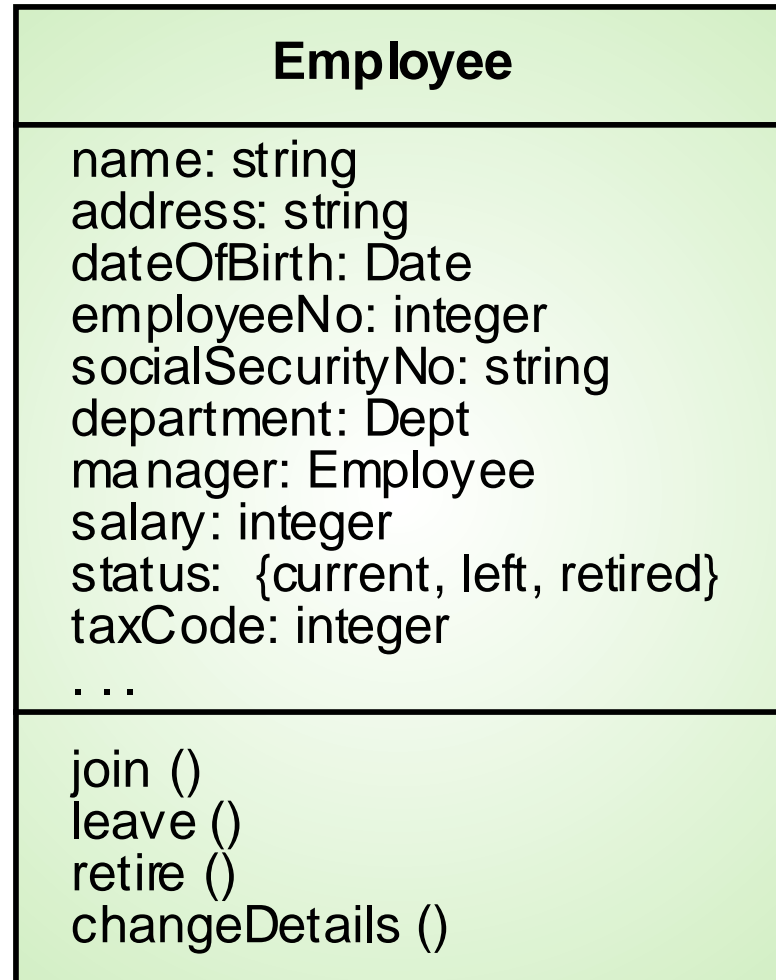 Employee
name: string
address: string
dateOfBirth: Date
employeeNo: integer
socialSecurityNo: string
department: Dept
manager: Employee
salary: integer
status:  {current, left, retired}
taxCode: integer
. . .
join ()
leave ()
retire ()
changeDetails ()